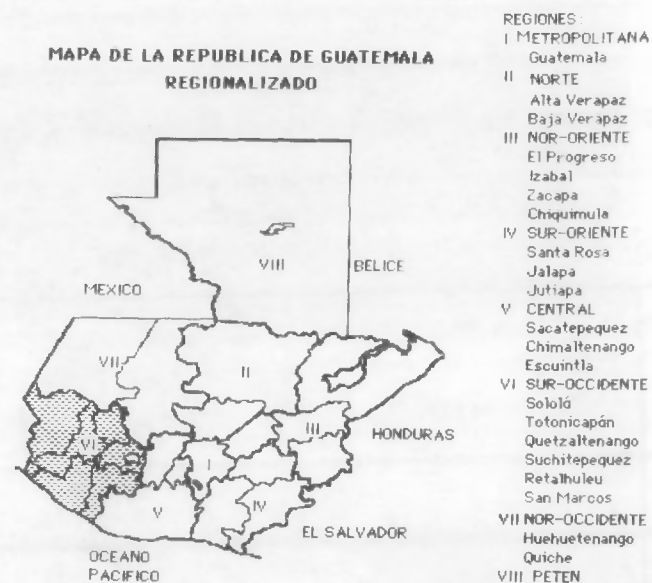 MAPA DE LA REPUBLICA DE GUATEMALA
REGIONALIZADO
VIII
BELICE
MEXICO
VII
II
VI
III
HONDURAS
I
IV
V
EL SALVADOR
OCEANO
PACIFICO
REGIONES:
I METROPOLITANA
Guatemala
II NORTE
Alta Verapaz
Baja Verapaz
III NOR-ORIENTE
El Progreso
Izabal
Zacapa
Chiquimula
IV SUR-ORIENTE
Santa Rosa
Jalapa
Jutiapa
V CENTRAL
Sacatepequez
Chimaltenango
Escuintla
VI SUR-OCCIDENTE
Sololá
Totonicapán
Quetzaltenango
Suchitepequez
Retalhuleu
San Marcos
VII NOR-OCCIDENTE
Huehuetenango
Quiche
VIII PETEN